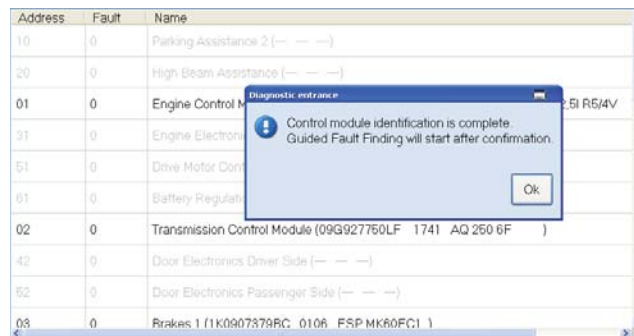 Address Fault Name
10 0 Parking Assistance 2 (— — —)
20 0 High Beam Assistance (— — —)
01 0 Engine Control M 2,5l R5/4V
Diagnostic entrance
Control module identification is complete.
Guided Fault Finding will start after confirmation.
Ok
31 0 Engine Electroni
51 0 Drive Motor Cont
61 0 Battery Regulati
02 0 Transmission Control Module (09G927750LF 1741 AQ 250 6F )
42 0 Door Electronics Driver Side (— — —)
52 0 Door Electronics Passenger Side (— — —)
03 0 Brakes 1 (1K0907379BC 0106 ESP MK60EC1 )